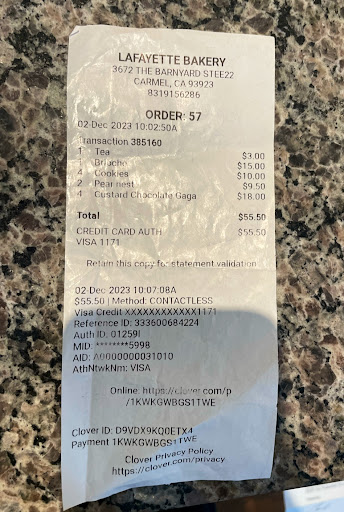 LAFAYETTE BAKERY
3672 THE BARNYARD STEE22
CARMEL, CA 93923
8319156286
ORDER: 57
02-Dec 2023 10:02:50A
Transaction 385160
1 Tea $3.00
1 Brioche $15.00
4 Cookies $10.00
2 Pear nest $9.50
4 Custard Chocolate Gaga $18.00
Total $55.50
CREDIT CARD AUTH $55.50
VISA 1171
Retain this copy for statement validation
02-Dec 2023 10:07:08A
$55.50 | Method: CONTACTLESS
Visa Credit XXXXXXXXXXXX1171
Reference ID: 333600684224
Auth ID: 01259I
MID: ********5998
AID: A0000000031010
AthNtwkNm: VISA
Online: https://clover.com/p
/1KWKGWBGS1TWE
Clover ID: D9VDX9KQ0ETX4
Payment 1KWKGWBGS1TWE
Clover Privacy Policy
https://clover.com/privacy